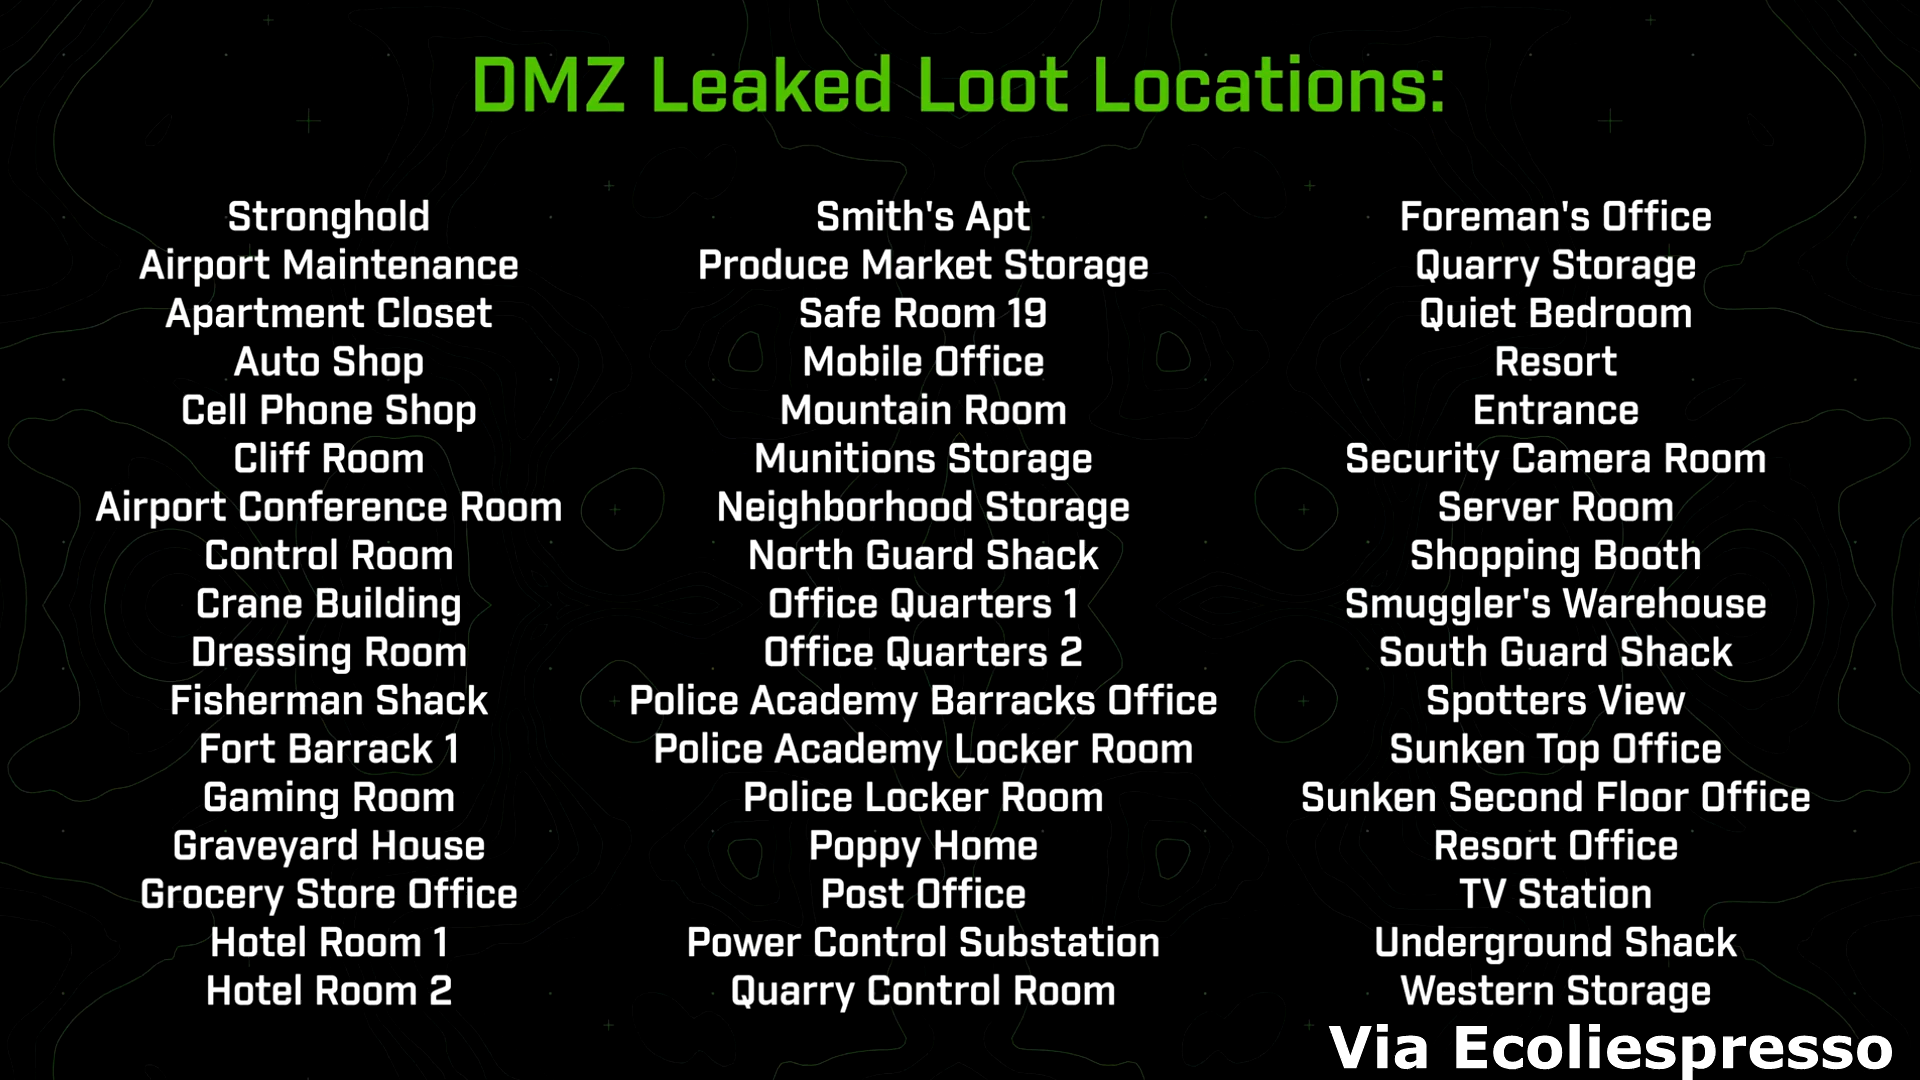 DMZ Leaked Loot Locations:
Stronghold
Airport Maintenance
Apartment Closet
Auto Shop
Cell Phone Shop
Cliff Room
Airport Conference Room
Control Room
Crane Building
Dressing Room
Fisherman Shack
Fort Barrack 1
Gaming Room
Graveyard House
Grocery Store Office
Hotel Room 1
Hotel Room 2
Smith's Apt
Produce Market Storage
Safe Room 19
Mobile Office
Mountain Room
Munitions Storage
Neighborhood Storage
North Guard Shack
Office Quarters 1
Office Quarters 2
Police Academy Barracks Office
Police Academy Locker Room
Police Locker Room
Poppy Home
Post Office
Power Control Substation
Quarry Control Room
Foreman's Office
Quarry Storage
Quiet Bedroom
Resort
Entrance
Security Camera Room
Server Room
Shopping Booth
Smuggler's Warehouse
South Guard Shack
Spotters View
Sunken Top Office
Sunken Second Floor Office
Resort Office
TV Station
Underground Shack
Western Storage
Via Ecoliespresso